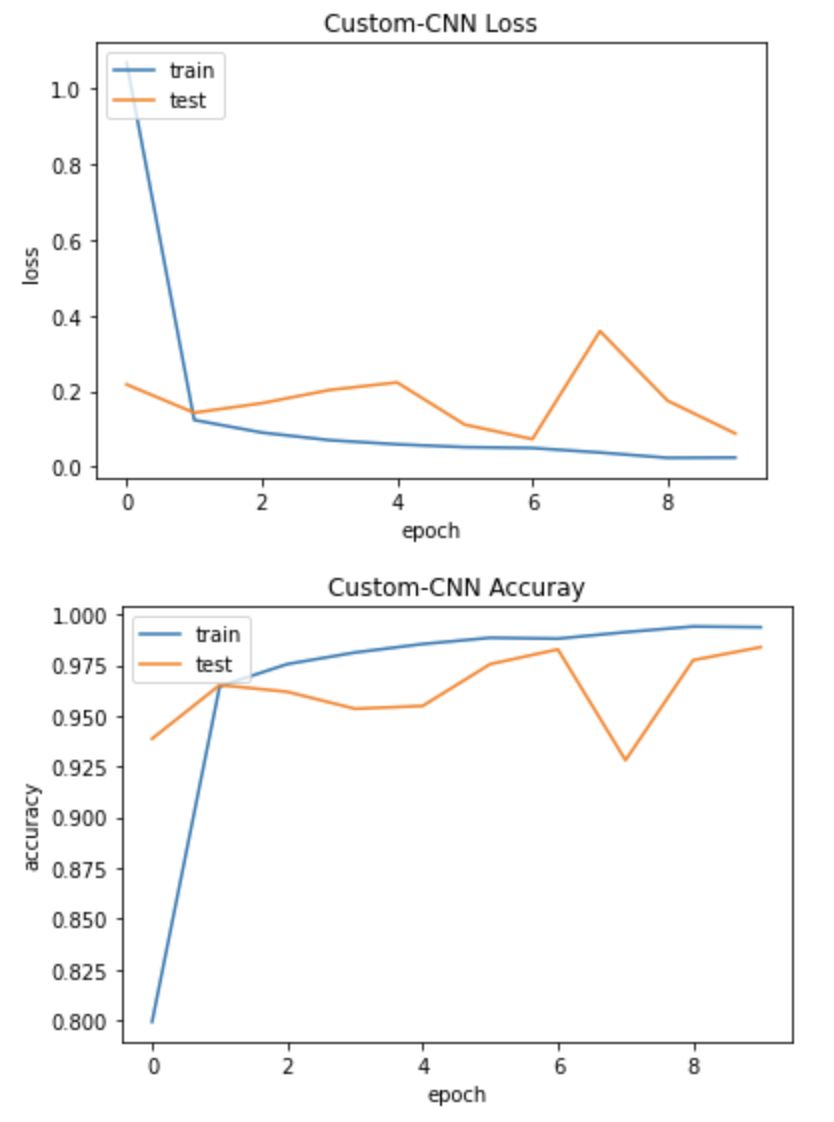 Custom-CNN Loss
train
test
1.0
0.8
0.6
0.4
0.2
0.0
loss
0 2 4 6 8
epoch
Custom-CNN Accuray
train
test
1.000
0.975
0.950
0.925
0.900
0.875
0.850
0.825
0.800
accuracy
0 2 4 6 8
epoch